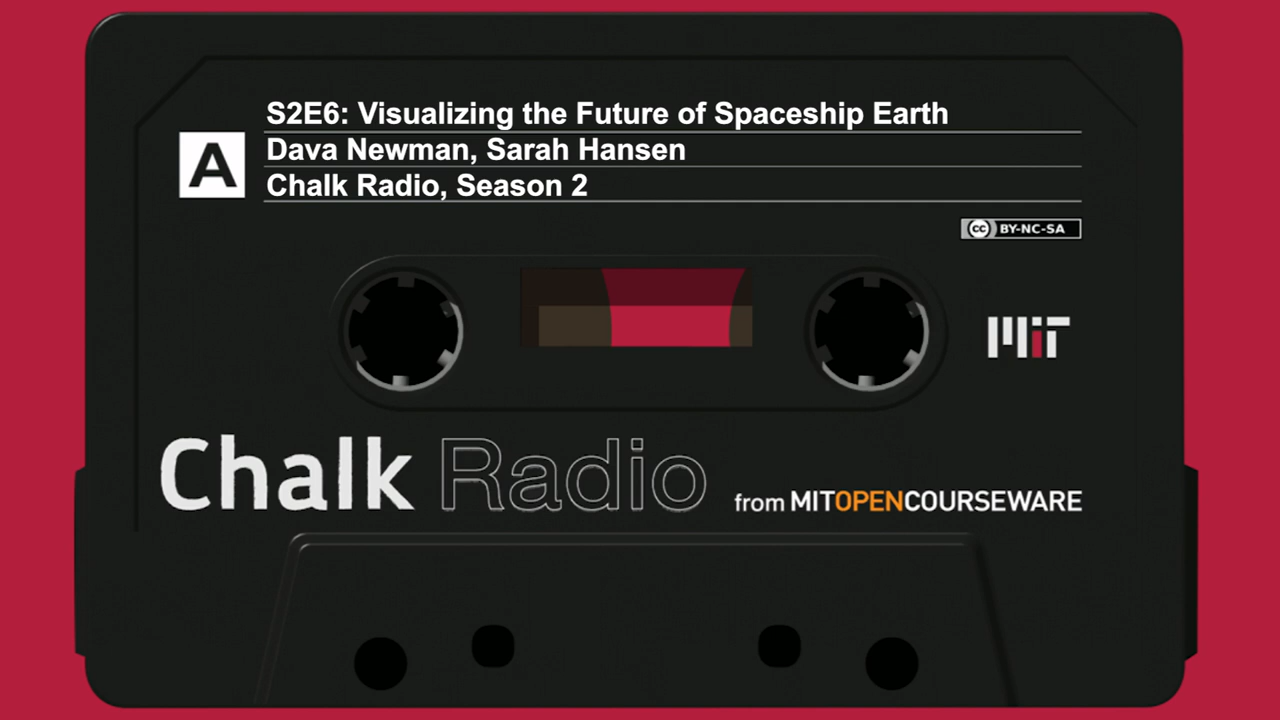 S2E6: Visualizing the Future of Spaceship Earth
A
Dava Newman, Sarah Hansen
Chalk Radio, Season 2
cc BY-NC-SA
MIT
Chalk Radio
from MITOPENCOURSEWARE